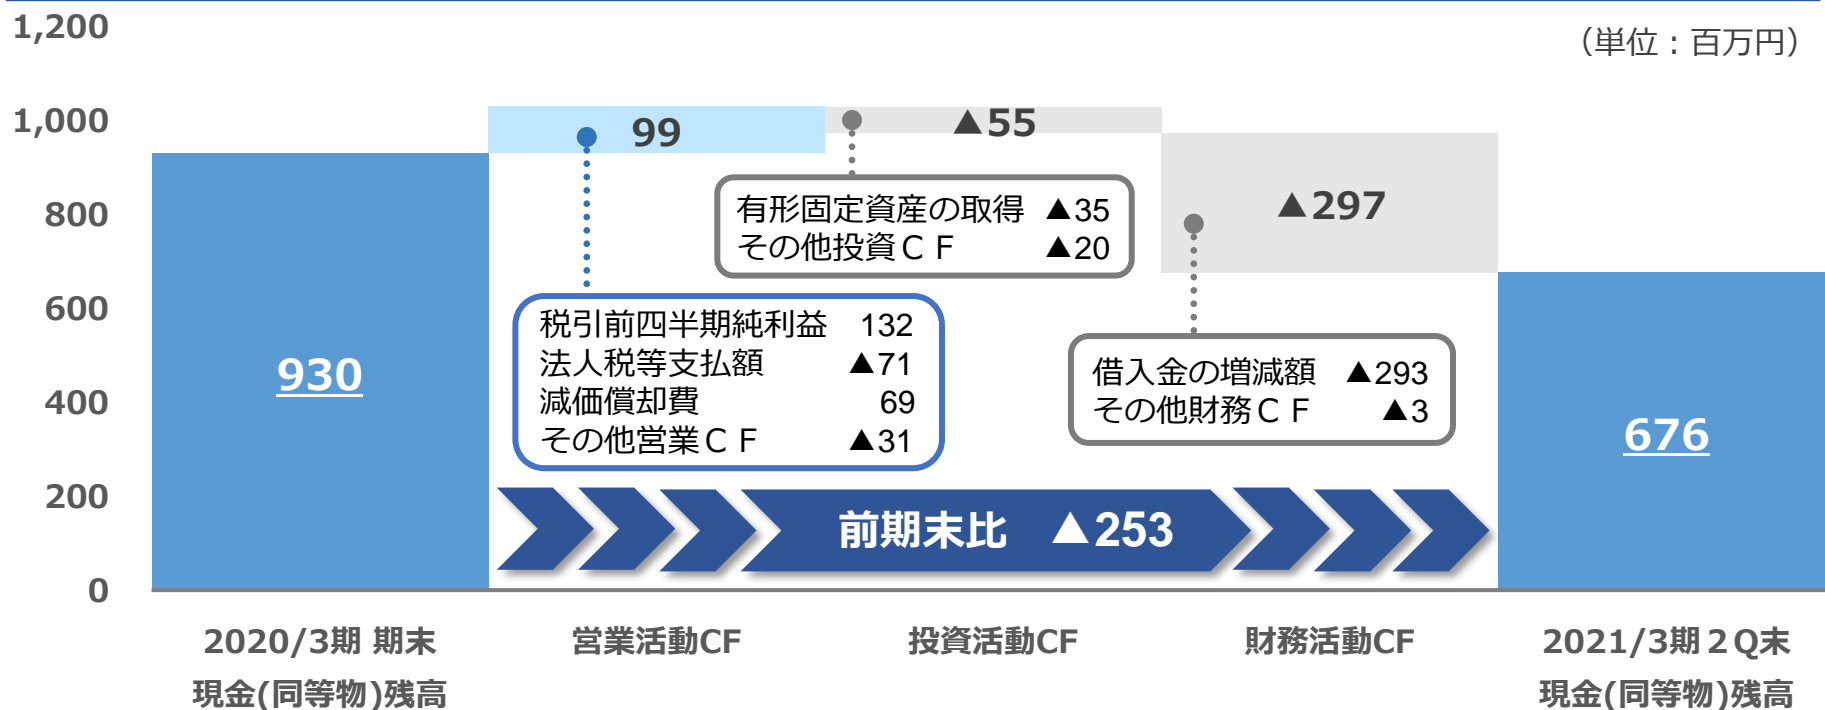 （単位：百万円）
1,200
1,000
800
600
400
200
0
930
99
▲55
▲297
676
有形固定資産の取得 ▲35
その他投資ＣＦ ▲20
税引前四半期純利益 132
法人税等支払額 ▲71
減価償却費 69
その他営業ＣＦ ▲31
借入金の増減額 ▲293
その他財務ＣＦ ▲3
前期末比 ▲253
2020/3期 期末
現金(同等物)残高
営業活動CF
投資活動CF
財務活動CF
2021/3期２Q末
現金(同等物)残高